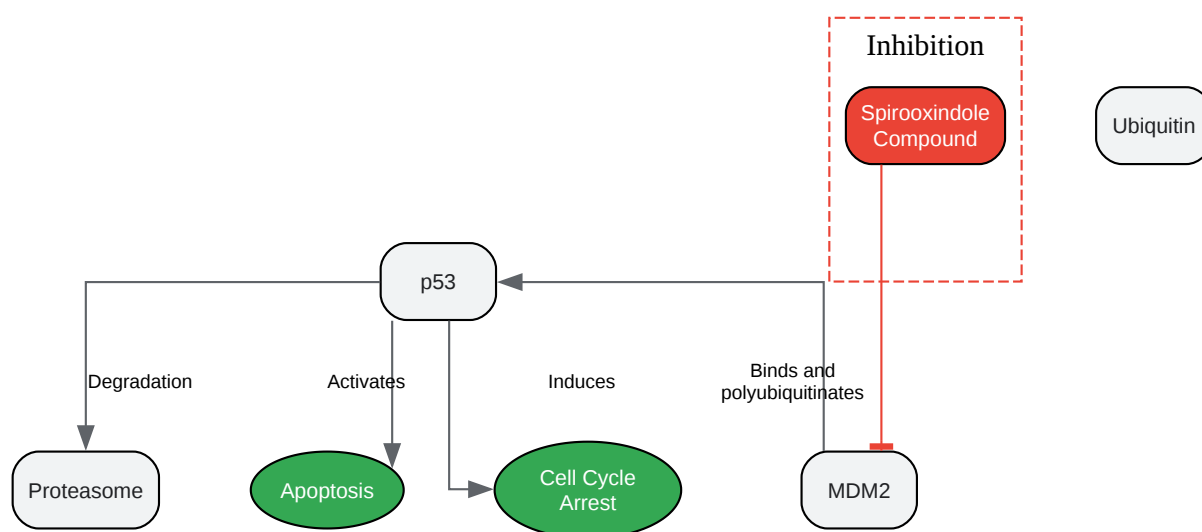 Inhibition
Spirooxindole
Compound
Ubiquitin
p53
Degradation
Activates
Induces
Binds and
polyubiquitinates
Proteasome
Apoptosis
Cell Cycle
Arrest
MDM2